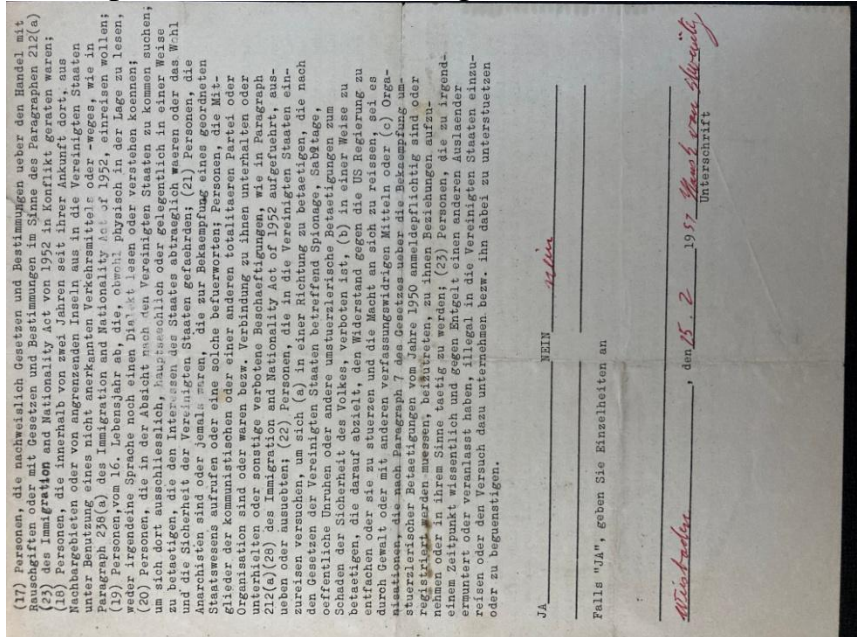 (17) Personen, die nachweislich Gesetzen und Bestimmungen ueber den Handel mit
Rauschgiften oder mit Gesetzen und Bestimmungen im Sinne des Paragraphen 212(a)
(23) des Immigration and Nationality Act von 1952 in Konflikt geraten waren;
(18) Personen, die innerhalb von zwei Jahren seit ihrer Ankunft dort, aus
Nachbargebieten oder von angrenzenden Inseln aus in die Vereinigten Staaten
unter Benutzung eines nicht anerkannten Verkehrsmittels oder -weges, wie in
Paragraph 238(a) des Immigration and Nationality Act of 1952, einreisen wollen;
(19) Personen, vom 16. Lebensjahr ab, die, obwohl physisch in der Lage zu lesen,
weder irgendeine Sprache noch einen Dialekt lesen oder verstehen koennen;
(20) Personen, die in der Absicht nach den Vereinigten Staaten zu kommen suchen,
um sich dort ausschliesslich, hauptsaechlich oder gelegentlich in einer Weise
zu betaetigen, die den Interessen des Staates abtraeglich waeren oder das Wohl
und die Sicherheit der Vereinigten Staaten gefaehrden; (21) Personen, die
Anarchisten sind oder jemals waren, die zur Bekaempfung eines geordneten
Staatswesens aufrufen oder eine solche befuerworten; Personen, die Mit-
glieder der kommunistischen oder einer anderen totalitaeren Partei oder
Organisation sind oder waren bezw. Verbindung zu ihnen unterhalten oder
unterhielten oder sonstige verbotene Beschaeftigungen, wie in Paragraph
212(a)(28) des Immigration and Nationality Act of 1952 aufgefuehrt, aus-
ueben oder ausuebten; (22) Personen, die in die Vereinigten Staaten ein-
zureisen versuchen, um sich (a) in einer Richtung zu betaetigen, die nach
den Gesetzen der Vereinigten Staaten betreffend Spionage, Sabotage,
oeffentliche Unruhen oder andere umstuerzlerische Betaetigungen zum
Schaden der Sicherheit des Volkes, verboten ist, (b) in einer Weise zu
betaetigen, die darauf abzielt, den Widerstand gegen die US Regierung zu
entfachen oder sie zu stuerzen und die Macht an sich zu reissen, sei es
durch Gewalt oder mit anderen verfassungswidrigen Mitteln oder (c) Orga-
nisationen, die nach Paragraph 7 des Gesetzes ueber die Bekaempfung um-
stuerzlerischer Betaetigungen vom Jahre 1950 anmeldepflichtig sind oder
registriert werden muessen, beizutreten, zu ihnen Beziehungen aufzu-
nehmen oder in ihrem Sinne taetig zu werden; (23) Personen, die zu irgend-
einem Zeitpunkt wissentlich und gegen Entgelt einen anderen Auslaender
ermuntert oder veranlasst haben, illegal in die Vereinigten Staaten einzu-
reisen oder den Versuch dazu unternehmen bezw. ihn dabei zu unterstuetzen
oder zu beguenstigen.
JA NEIN nein
Falls "JA", geben Sie Einzelheiten an
Wiesbaden, den 15. 2. 1957
Unterschrift